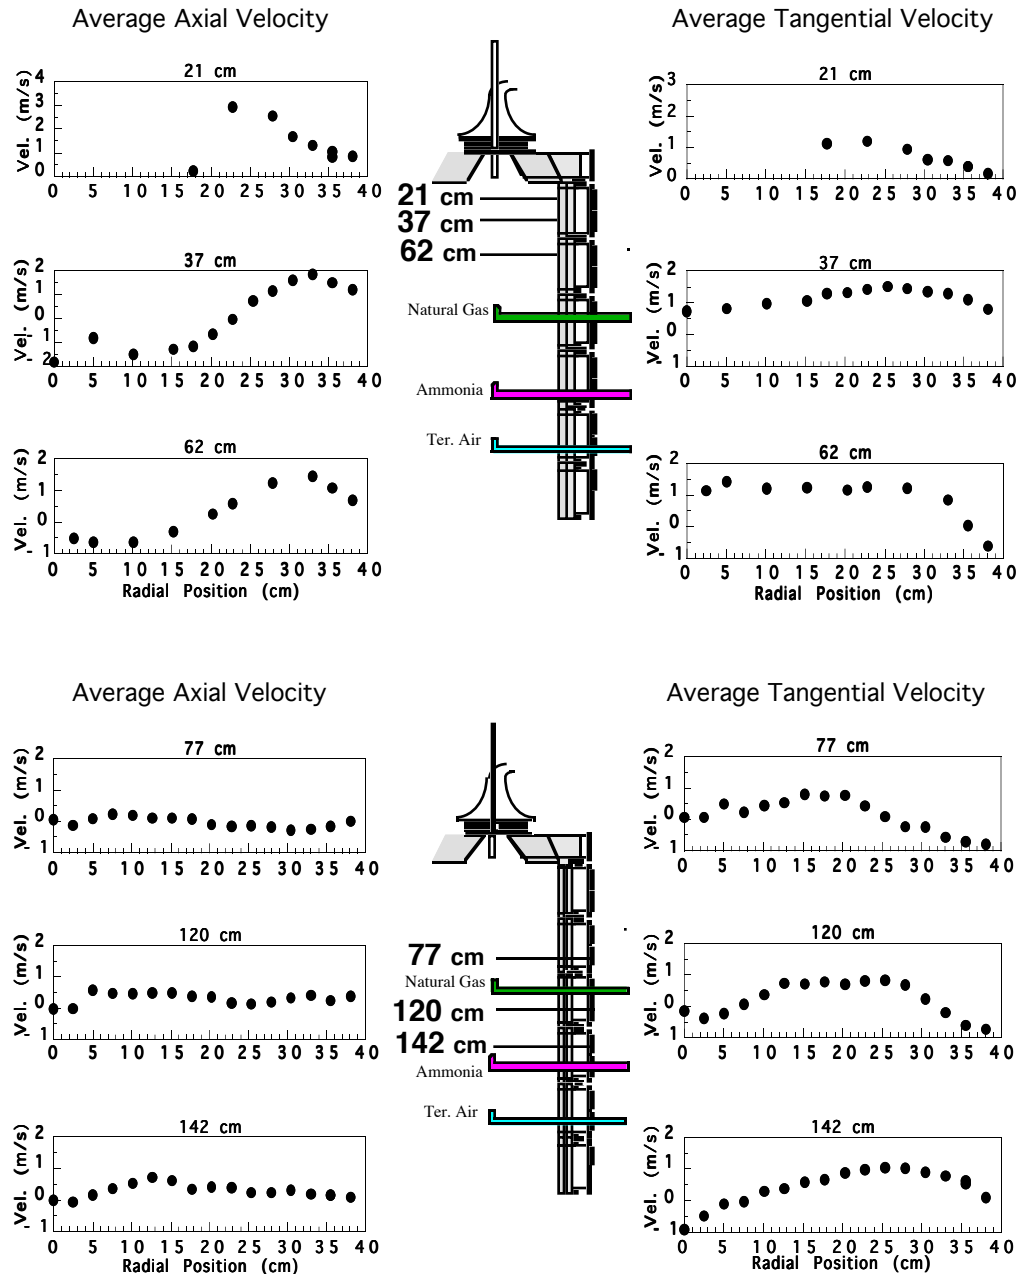 Average Axial Velocity
Average Tangential Velocity
21 cm
Vel. (m/s)
4
3
2
1
0
0 5 10 15 20 25 30 35 40
21 cm
Vel. (m/s)
3
2
1
0
0 5 10 15 20 25 30 35 40
21 cm
37 cm
62 cm
Natural Gas
Ammonia
Ter. Air
37 cm
Vel. (m/s)
2
1
0
- 1
- 2
0 5 10 15 20 25 30 35 40
37 cm
Vel. (m/s)
2
1
0
- 1
0 5 10 15 20 25 30 35 40
62 cm
Vel. (m/s)
2
1
0
- 1
0 5 10 15 20 25 30 35 40
Radial Position (cm)
62 cm
Vel. (m/s)
2
1
0
- 1
0 5 10 15 20 25 30 35 40
Radial Position (cm)
Average Axial Velocity
Average Tangential Velocity
77 cm
Vel. (m/s)
2
1
0
- 1
0 5 10 15 20 25 30 35 40
77 cm
Vel. (m/s)
2
1
0
- 1
0 5 10 15 20 25 30 35 40
77 cm
Natural Gas
120 cm
142 cm
Ammonia
Ter. Air
120 cm
Vel. (m/s)
2
1
0
- 1
0 5 10 15 20 25 30 35 40
120 cm
Vel. (m/s)
2
1
0
- 1
0 5 10 15 20 25 30 35 40
142 cm
Vel. (m/s)
2
1
0
- 1
0 5 10 15 20 25 30 35 40
Radial Position (cm)
142 cm
Vel. (m/s)
2
1
0
- 1
0 5 10 15 20 25 30 35 40
Radial Position (cm)